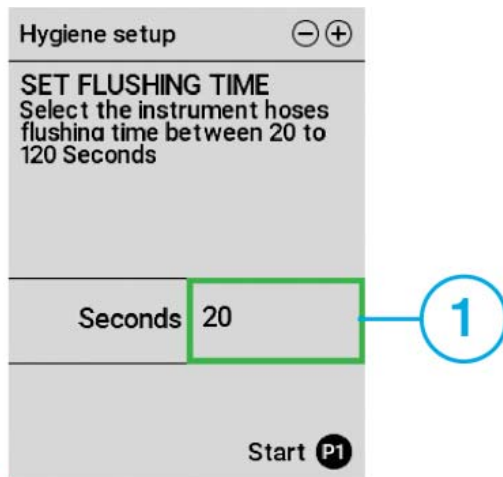 Hygiene setup
SET FLUSHING TIME
Select the instrument hoses
flushing time between 20 to
120 Seconds
Seconds 20
1
Start P1